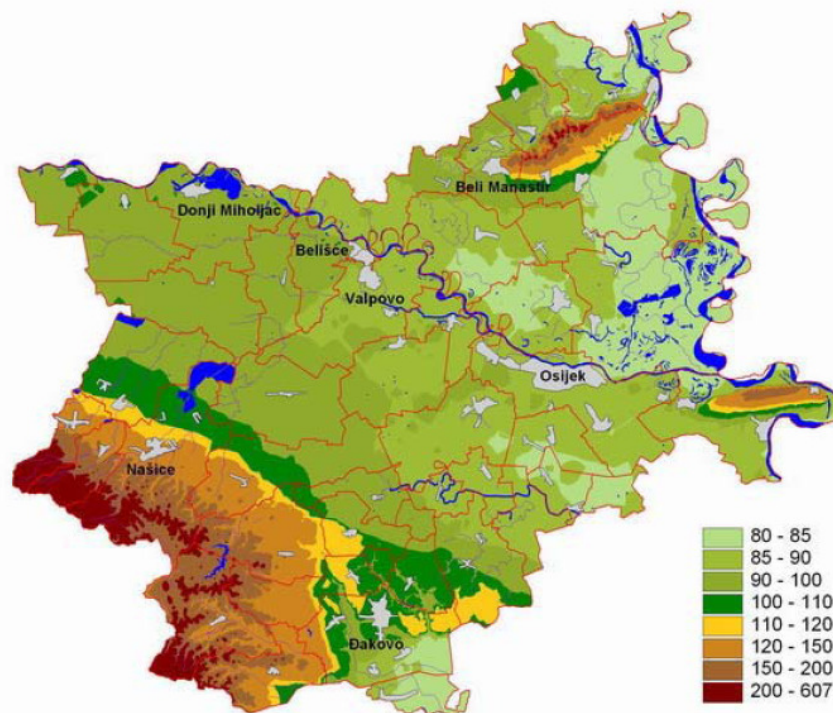 Beli Manastir
Donji Miholjac
Belišće
Valpovo
Osijek
Našice
Đakovo
80 - 85
85 - 90
90 - 100
100 - 110
110 - 120
120 - 150
150 - 200
200 - 607